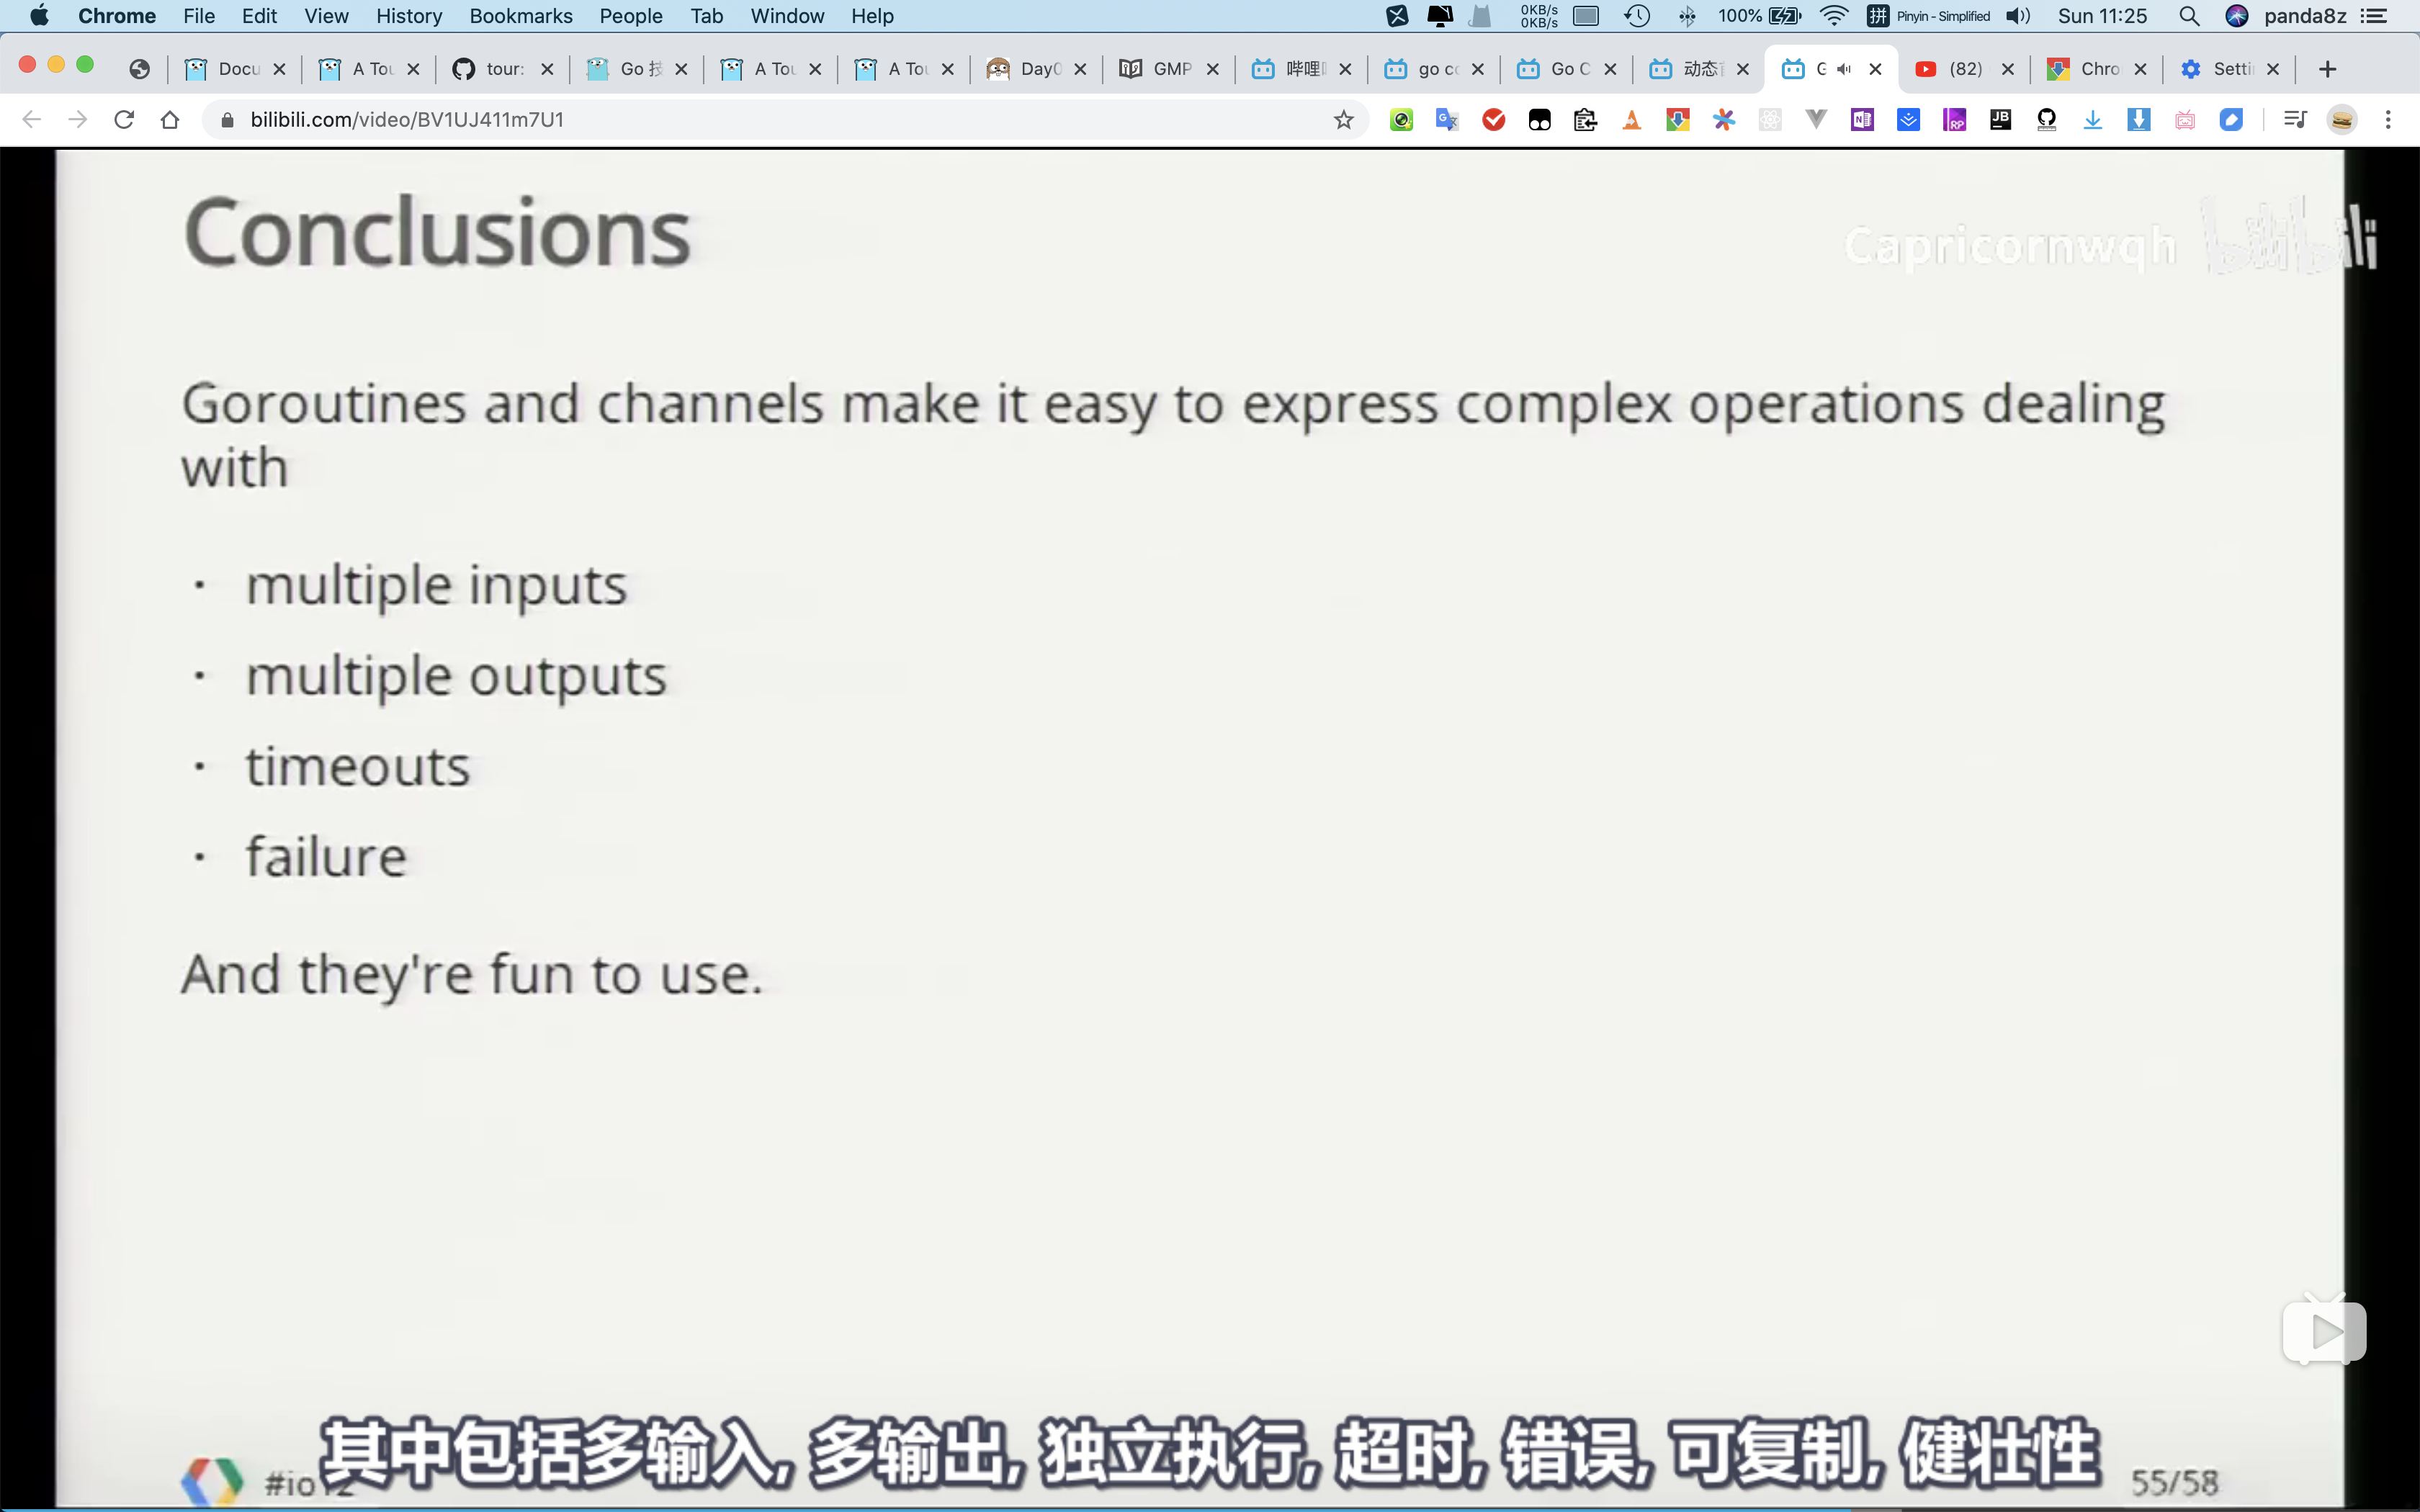 Chrome File Edit View History Bookmarks People Tab Window Help 0KB/s 0KB/s 100% 拼 Pinyin - Simplified Sun 11:25 panda8z
Docu A Tou tour: Go 技 A Tou A Tou Day0 GMP 哔哩 go co Go C 动态 G (82) Chro Setti
bilibili.com/video/BV1UJ411m7U1
Conclusions
Capricornwqh bilibili
Goroutines and channels make it easy to express complex operations dealing
with
· multiple inputs
· multiple outputs
· timeouts
· failure
And they're fun to use.
其中包括多输入, 多输出, 独立执行, 超时, 错误, 可复制, 健壮性
#io12
55/58